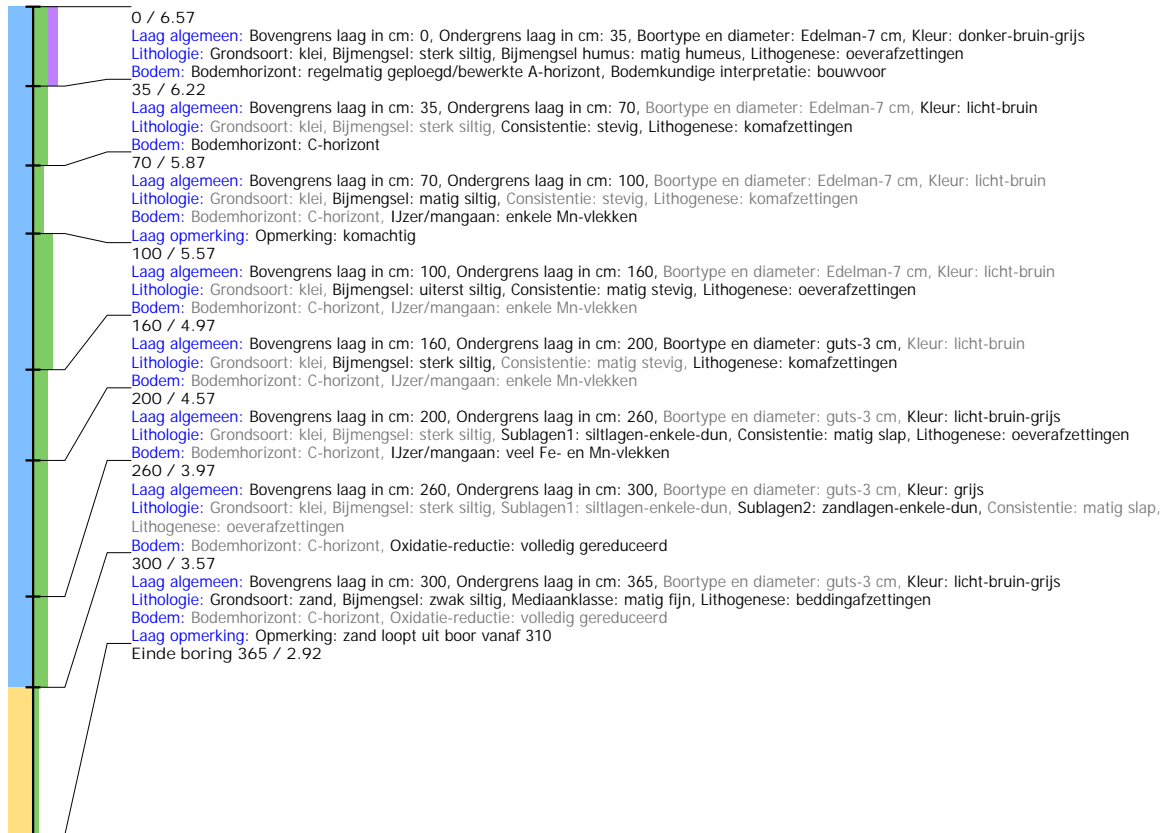 0 / 6.57
Laag algemeen: Bovengrens laag in cm: 0, Ondergrens laag in cm: 35, Boortype en diameter: Edelman-7 cm, Kleur: donker-bruin-grijs
Lithologie: Grondsoort: klei, Bijmengsel: sterk siltig, Bijmengsel humus: matig humeus, Lithogenese: oeverafzettingen
Bodem: Bodemhorizont: regelmatig geploegd/bewerkte A-horizont, Bodemkundige interpretatie: bouwvoor
35 / 6.22
Laag algemeen: Bovengrens laag in cm: 35, Ondergrens laag in cm: 70, Boortype en diameter: Edelman-7 cm, Kleur: licht-bruin
Lithologie: Grondsoort: klei, Bijmengsel: sterk siltig, Consistentie: stevig, Lithogenese: komafzettingen
Bodem: Bodemhorizont: C-horizont
70 / 5.87
Laag algemeen: Bovengrens laag in cm: 70, Ondergrens laag in cm: 100, Boortype en diameter: Edelman-7 cm, Kleur: licht-bruin
Lithologie: Grondsoort: klei, Bijmengsel: matig siltig, Consistentie: stevig, Lithogenese: komafzettingen
Bodem: Bodemhorizont: C-horizont, IJzer/mangaan: enkele Mn-vlekken
Laag opmerking: Opmerking: komachtig
100 / 5.57
Laag algemeen: Bovengrens laag in cm: 100, Ondergrens laag in cm: 160, Boortype en diameter: Edelman-7 cm, Kleur: licht-bruin
Lithologie: Grondsoort: klei, Bijmengsel: uiterst siltig, Consistentie: matig stevig, Lithogenese: oeverafzettingen
Bodem: Bodemhorizont: C-horizont, IJzer/mangaan: enkele Mn-vlekken
160 / 4.97
Laag algemeen: Bovengrens laag in cm: 160, Ondergrens laag in cm: 200, Boortype en diameter: guts-3 cm, Kleur: licht-bruin
Lithologie: Grondsoort: klei, Bijmengsel: sterk siltig, Consistentie: matig stevig, Lithogenese: komafzettingen
Bodem: Bodemhorizont: C-horizont, IJzer/mangaan: enkele Mn-vlekken
200 / 4.57
Laag algemeen: Bovengrens laag in cm: 200, Ondergrens laag in cm: 260, Boortype en diameter: guts-3 cm, Kleur: licht-bruin-grijs
Lithologie: Grondsoort: klei, Bijmengsel: sterk siltig, Sublagen1: siltlagen-enkele-dun, Consistentie: matig slap, Lithogenese: oeverafzettingen
Bodem: Bodemhorizont: C-horizont, IJzer/mangaan: veel Fe- en Mn-vlekken
260 / 3.97
Laag algemeen: Bovengrens laag in cm: 260, Ondergrens laag in cm: 300, Boortype en diameter: guts-3 cm, Kleur: grijs
Lithologie: Grondsoort: klei, Bijmengsel: sterk siltig, Sublagen1: siltlagen-enkele-dun, Sublagen2: zandlagen-enkele-dun, Consistentie: matig slap,
Lithogenese: oeverafzettingen
Bodem: Bodemhorizont: C-horizont, Oxidatie-reductie: volledig gereduceerd
300 / 3.57
Laag algemeen: Bovengrens laag in cm: 300, Ondergrens laag in cm: 365, Boortype en diameter: guts-3 cm, Kleur: licht-bruin-grijs
Lithologie: Grondsoort: zand, Bijmengsel: zwak siltig, Mediaanklasse: matig fijn, Lithogenese: beddingafzettingen
Bodem: Bodemhorizont: C-horizont, Oxidatie-reductie: volledig gereduceerd
Laag opmerking: Opmerking: zand loopt uit boor vanaf 310
Einde boring 365 / 2.92